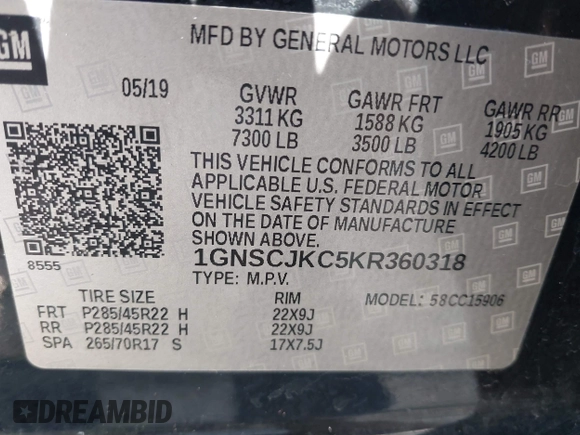 GM
MFD BY GENERAL MOTORS LLC
05/19 GVWR GAWR FRT GAWR RR
3311 KG 1588 KG 1905 KG
7300 LB 3500 LB 4200 LB
THIS VEHICLE CONFORMS TO ALL
APPLICABLE U.S. FEDERAL MOTOR
VEHICLE SAFETY STANDARDS IN EFFECT
ON THE DATE OF MANUFACTURE
SHOWN ABOVE.
8555
1GNSCJKC5KR360318
TYPE: M.P.V.
MODEL: 58CC15906
TIRE SIZE RIM
FRT P285/45R22 H 22X9J
RR P285/45R22 H 22X9J
SPA 265/70R17 S 17X7.5J
DREAMBID